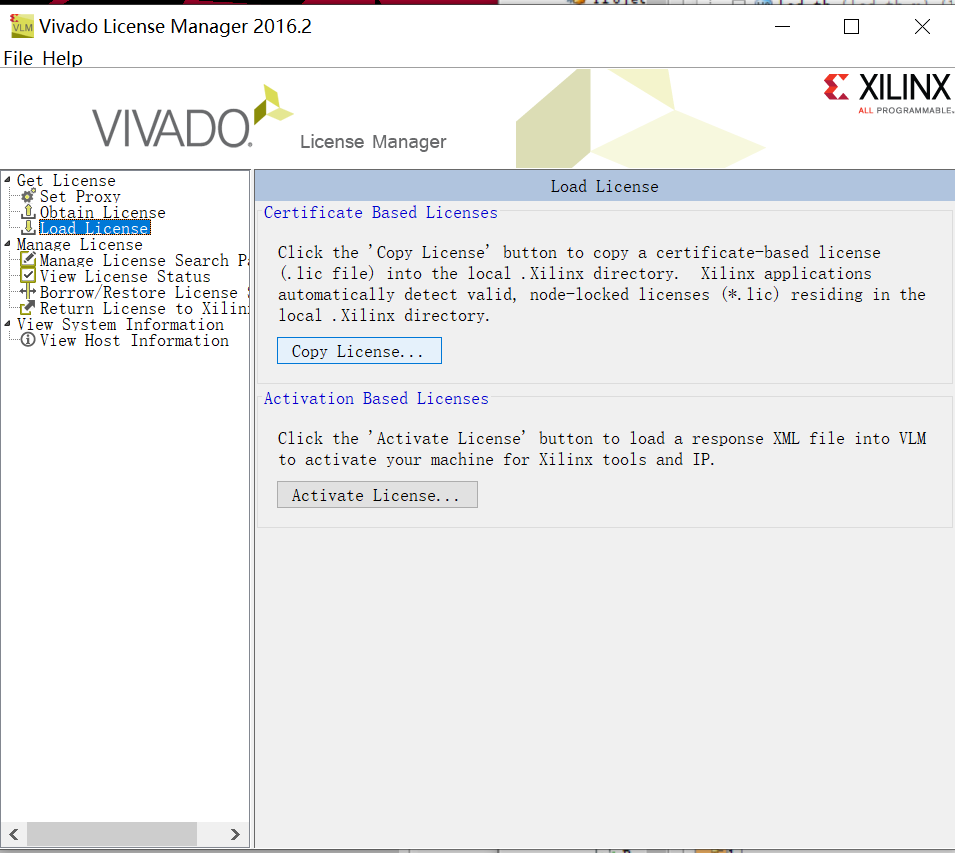 VLM Vivado License Manager 2016.2
File Help
VIVADO. License Manager
XILINX
ALL PROGRAMMABLE.
Get License
Set Proxy
Obtain License
Load License
Manage License
Manage License Search
View License Status
Borrow/Restore License
Return License to
View System Information
View Host Information
Load License
Certificate Based Licenses
Click the 'Copy License' button to copy a certificate-based license
(.lic file) into the local .Xilinx directory. Xilinx applications
automatically detect valid, node-locked licenses (*.lic) residing in the
local .Xilinx directory.
Copy License...
Activation Based Licenses
Click the 'Activate License' button to load a response XML file into VLM
to activate your machine for Xilinx tools and IP.
Activate License...